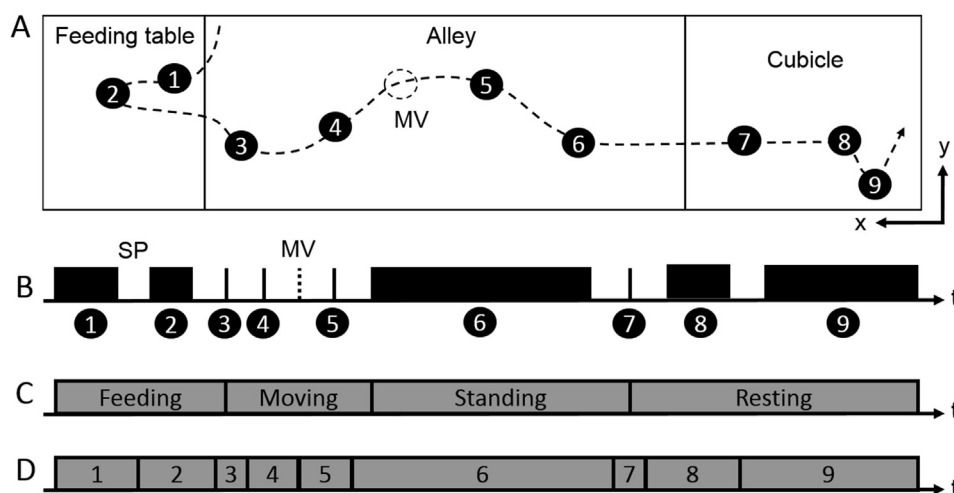 A
Feeding table
Alley
Cubicle
1
2
3
4
MV
5
6
7
8
9
y
x
SP
MV
B
t
1
2
3
4
5
6
7
8
9
C
Feeding
Moving
Standing
Resting
t
D
1
2
3
4
5
6
7
8
9
t